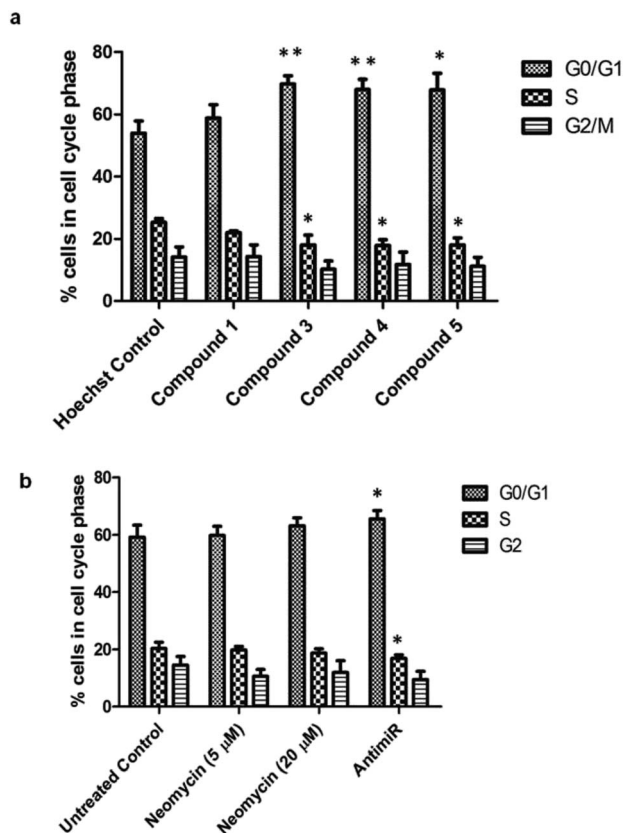 a
% cells in cell cycle phase
80
60
40
20
0
**
**
*
*
*
*
G0/G1
S
G2/M
Hoechst Control
Compound 1
Compound 3
Compound 4
Compound 5
b
% cells in cell cycle phase
80
60
40
20
0
*
*
G0/G1
S
G2
Untreated Control
Neomycin (5 μM)
Neomycin (20 μM)
AntimiR